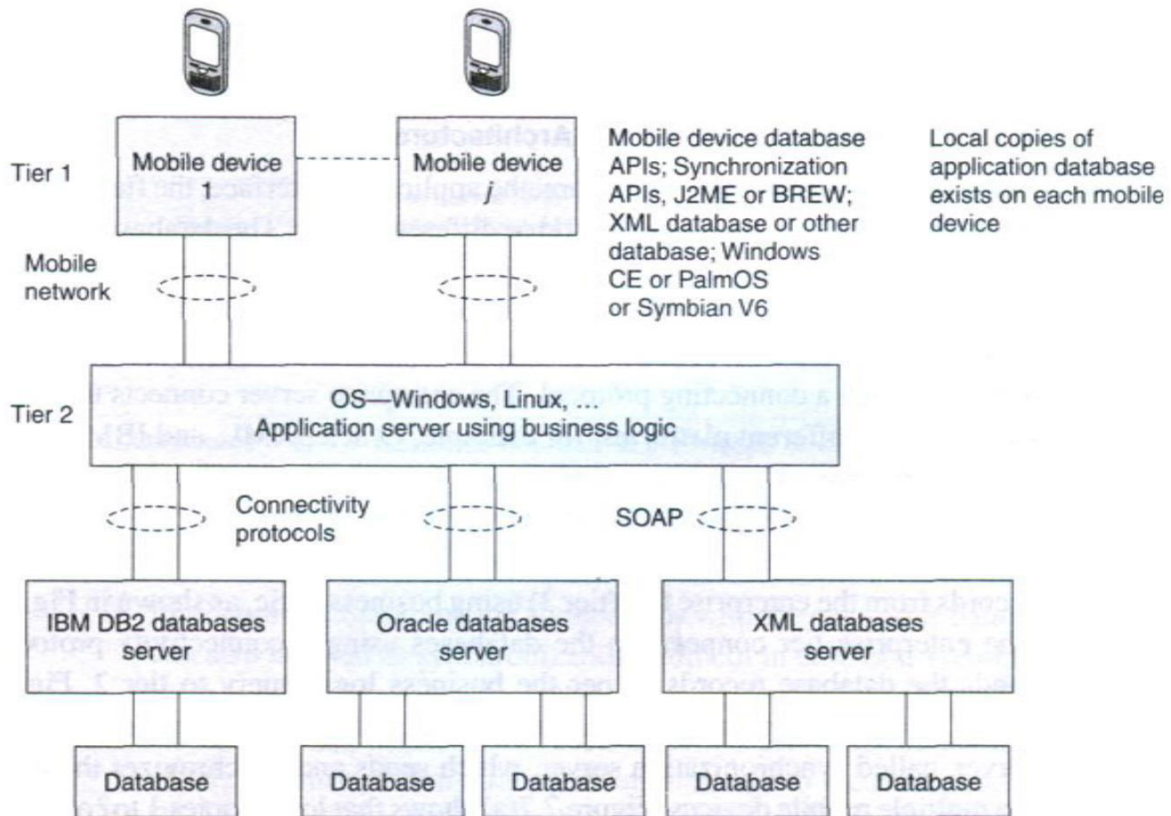 Tier 1
Mobile device
1
Mobile device
j
Mobile device database
APIs; Synchronization
APIs, J2ME or BREW;
XML database or other
database; Windows
CE or PalmOS
or Symbian V6
Local copies of
application database
exists on each mobile
device
Mobile
network
Tier 2
OS—Windows, Linux, ...
Application server using business logic
Connectivity
protocols
SOAP
IBM DB2 databases
server
Oracle databases
server
XML databases
server
Database
Database
Database
Database
Database